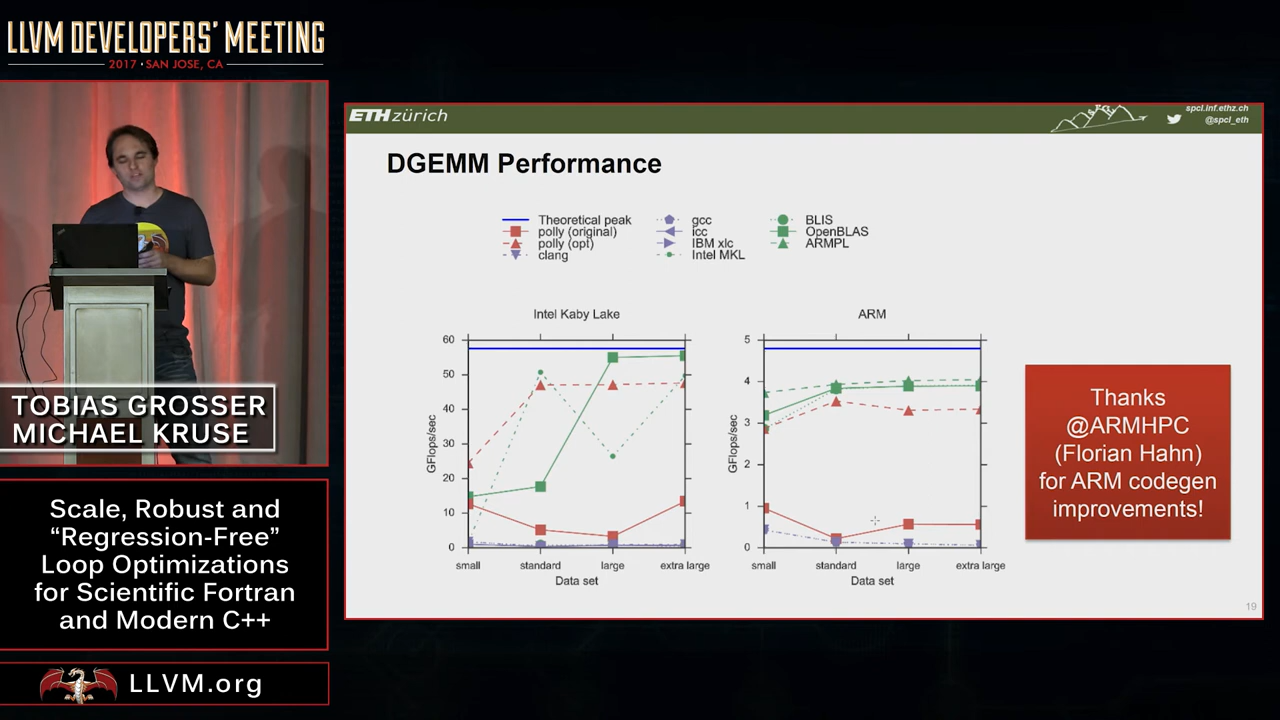 LLVM DEVELOPERS' MEETING
2017 · SAN JOSE, CA
TOBIAS GROSSER
MICHAEL KRUSE
Scale, Robust and
“Regression-Free”
Loop Optimizations
for Scientific Fortran
and Modern C++
LLVM.org
ETH zürich
spcl.inf.ethz.ch
@spcl_eth
DGEMM Performance
Theoretical peak
polly (original)
polly (opt)
clang
gcc
icc
IBM xlc
Intel MKL
BLIS
OpenBLAS
ARMPL
Intel Kaby Lake
60
50
40
30
20
10
0
GFlops/sec
small standard large extra large
Data set
ARM
5
4
3
2
1
0
GFlops/sec
small standard large extra large
Data set
Thanks
@ARMHPC
(Florian Hahn)
for ARM codegen
improvements!
19